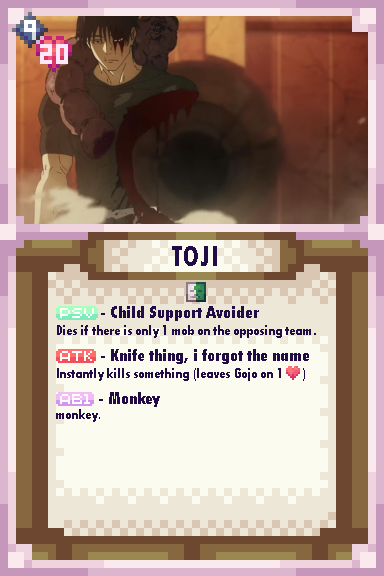 9
20
TOJI
PSV - Child Support Avoider
Dies if there is only 1 mob on the opposing team.
ATK - Knife thing, i forgot the name
Instantly kills something (leaves Gojo on 1 ❤)
AB1 - Monkey
monkey.